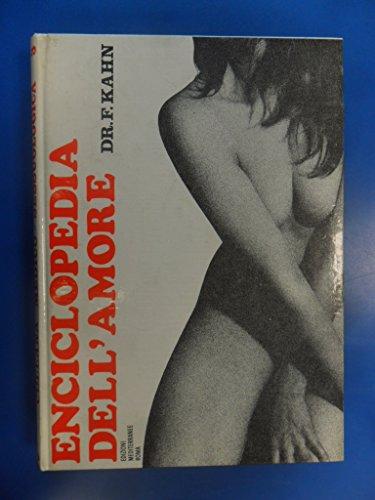 ENCICLOPEDIA
DELL'AMORE
DR. F. KAHN
EDIZIONI
MEDITERRANEE
ROMA